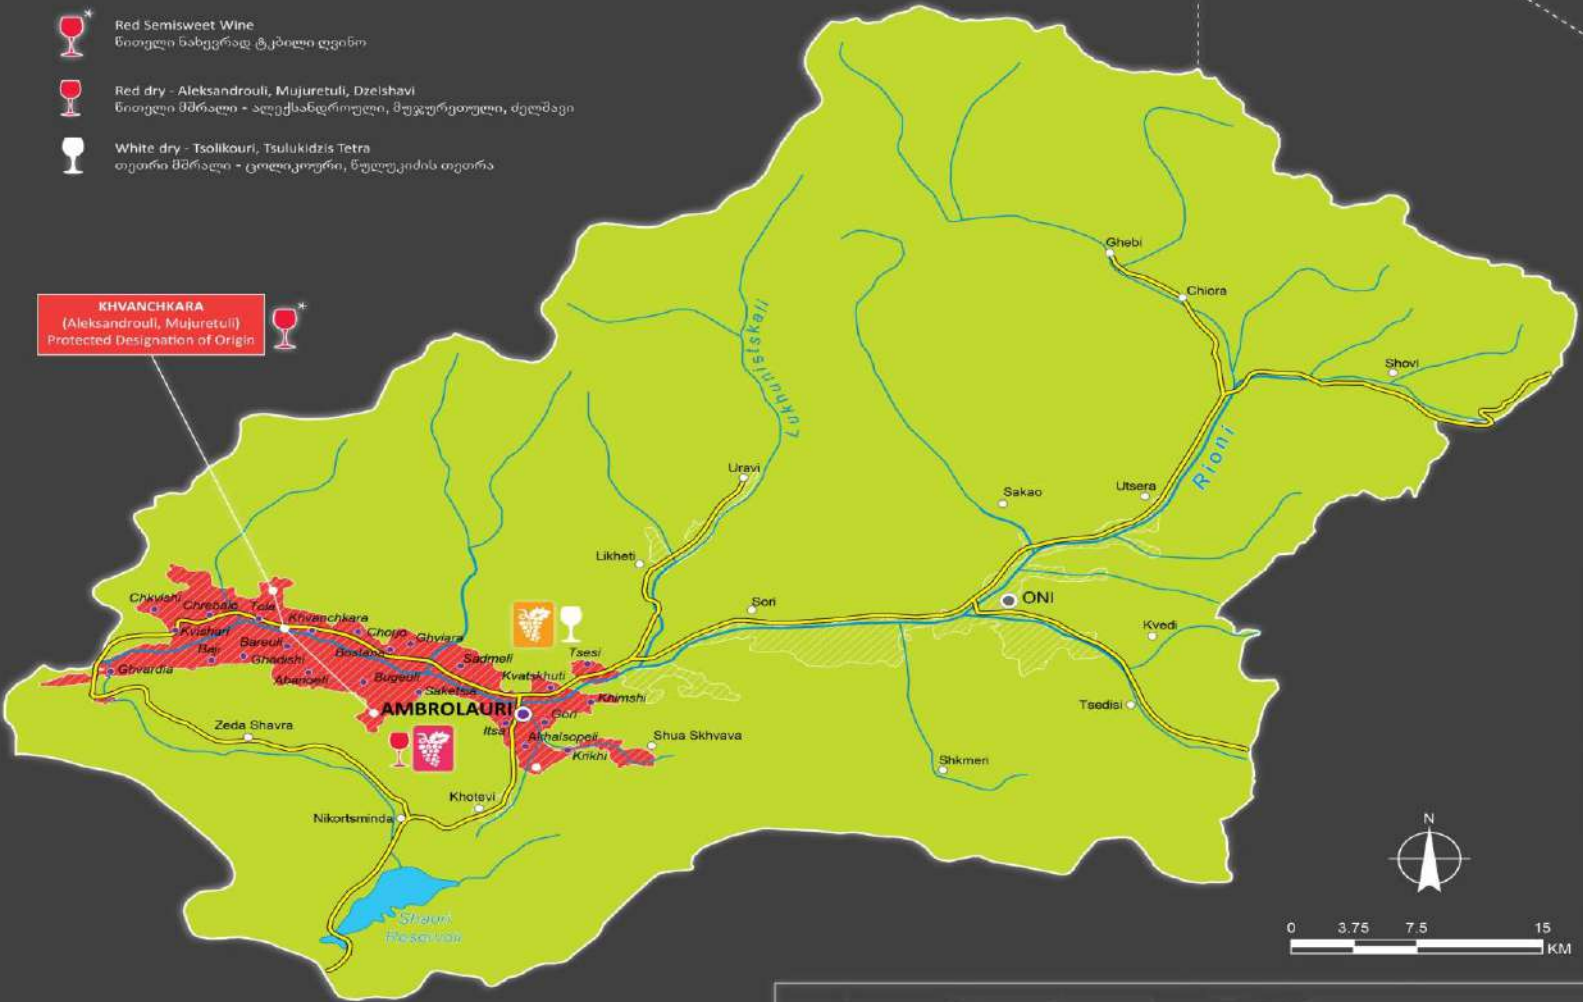 Red Semisweet Wine
წითელი ნახევრად ტკბილი ღვინო
Red dry - Aleksandrouli, Mujuretuli, Dzelshavi
წითელი მშრალი - ალექსანდროული, მუჯურეთული, ძელშავი
White dry - Tsolikouri, Tsulukidzis Tetra
თეთრი მშრალი - ცოლიკოური, წულუკიძის თეთრა
KHVANCHKARA
(Aleksandrouli, Mujuretuli)
Protected Designation of Origin
Ghebi
Chiora
Shovi
Lukhunistskali
Rioni
Uravi
Sakao
Utsera
Likheti
Sori
ONI
Kvedi
Tsedisi
Shkmeri
Chkvishi
Chrebalo
Tola
Khvanchkara
Kvishari
Bareuli
Chorjo
Ghviara
Bostana
Baji
Ghadishi
Sadmeli
Tsesi
Ghvardia
Abanoeti
Bugeuli
Saketsia
Kvatskhuti
Khimshi
AMBROLAURI
Gori
Itsa
Akhalsopeli
Krikhi
Shua Skhvava
Zeda Shavra
Khotevi
Nikortsminda
Shaori
Reservoir
N
0 3.75 7.5 15
KM